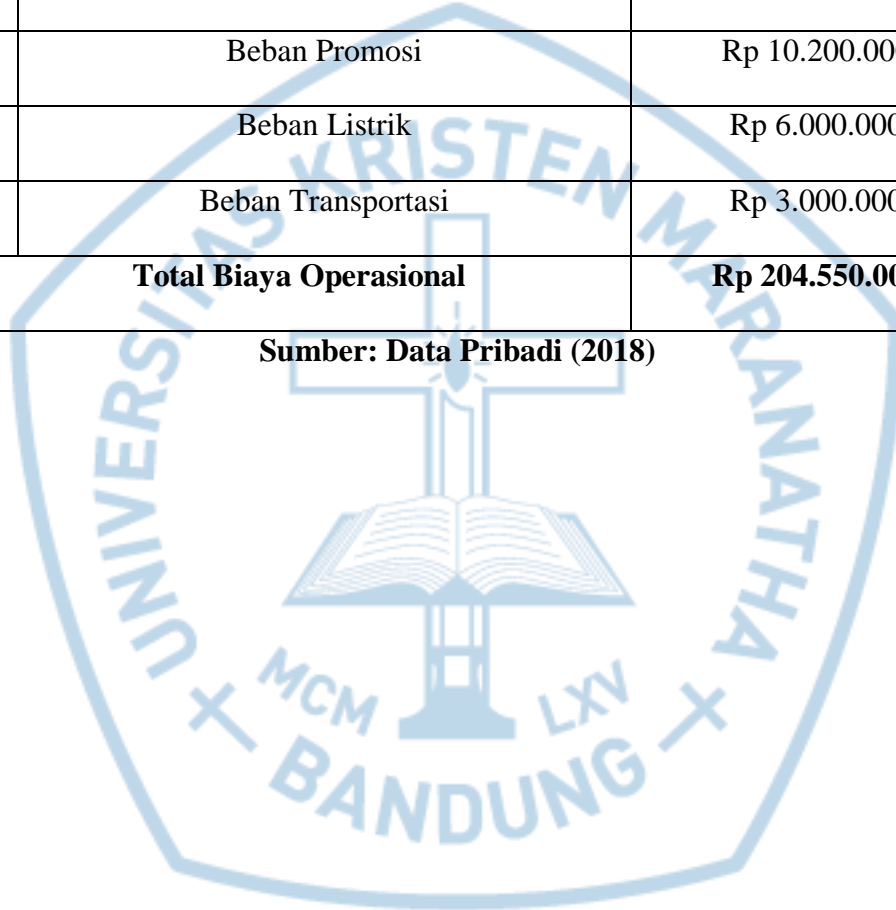 Beban Promosi Rp 10.200.00
Beban Listrik Rp 6.000.000
Beban Transportasi Rp 3.000.000
Total Biaya Operasional Rp 204.550.00
Sumber: Data Pribadi (2018)
UNIVERSITAS KRISTEN MARANATHA
MCM LXV
BANDUNG